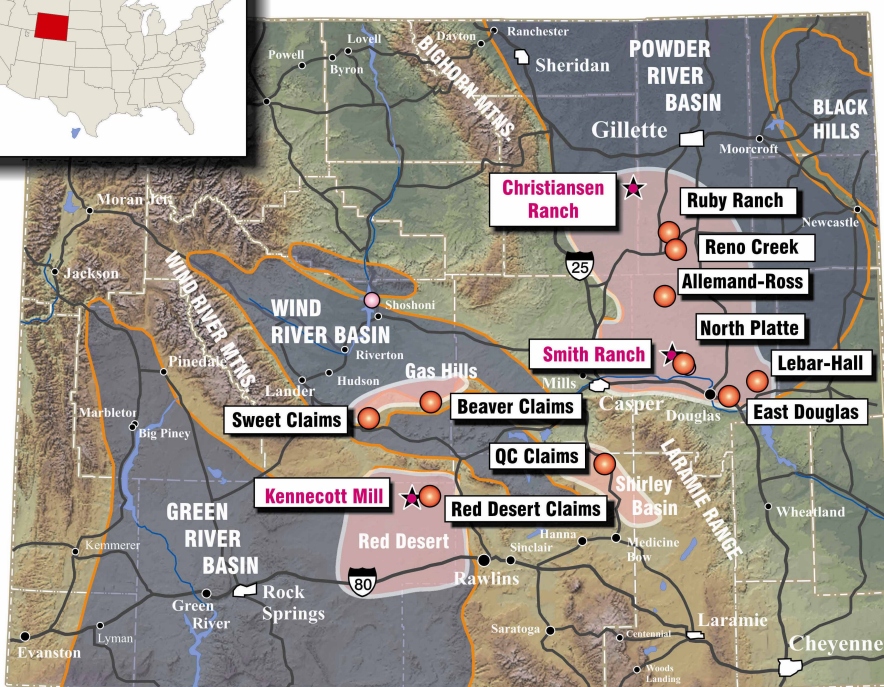 Lovell
Dayton
Ranchester
Powell
Byron
BIGHORN MTNS.
Sheridan
POWDER
RIVER
BASIN
BLACK
HILLS
Gillette
Moorcroft
Christiansen
Ranch
Ruby Ranch
Moran Jct.
Newcastle
Reno Creek
Jackson
25
Allemand-Ross
WIND RIVER MTNS.
WIND
RIVER BASIN
Shoshoni
North Platte
Riverton
Smith Ranch
Lebar-Hall
Pinedale
Gas Hills
Hudson
Mills
Lander
Casper
Douglas
East Douglas
Marbleton
Big Piney
Sweet Claims
Beaver Claims
QC Claims
LARAMIE RANGE
Shirley
Basin
Kennecott Mill
Red Desert Claims
GREEN
RIVER
BASIN
Wheatland
Red Desert
Hanna
Medicine
Bow
Sinclair
Kemmerer
Rawlins
80
Rock
Springs
Green
River
Lyman
Evanston
Saratoga
Centennial
Laramie
Cheyenne
Woods
Landing